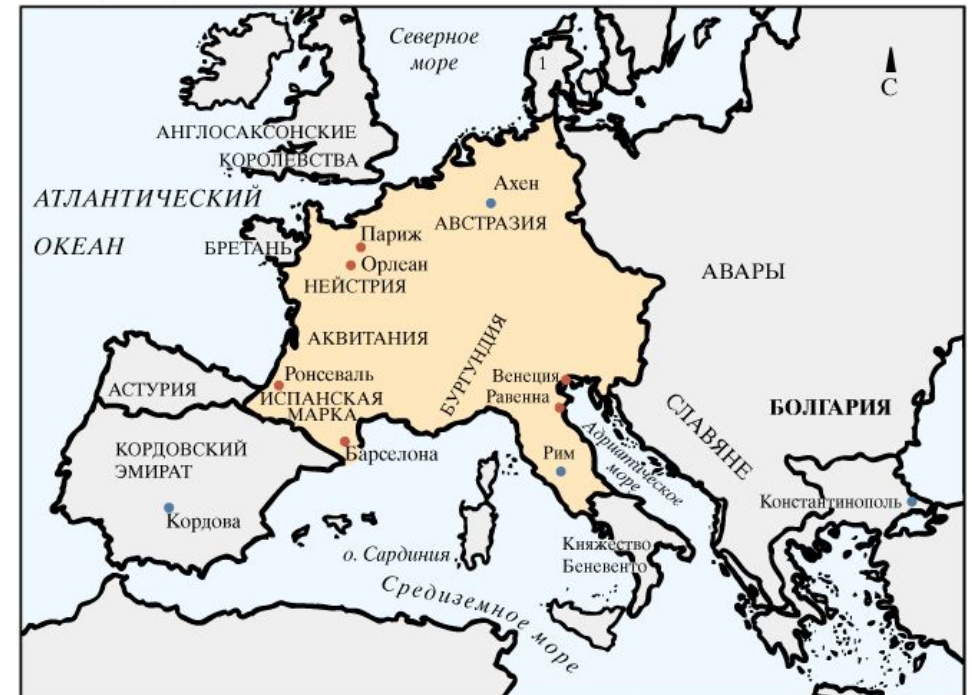 Северное
море
1
С
АНГЛОСАКСОНСКИЕ
КОРОЛЕВСТВА
АТЛАНТИЧЕСКИЙ
ОКЕАН
Ахен
АВСТРАЗИЯ
БРЕТАНЬ
Париж
Орлеан
НЕЙСТРИЯ
АВАРЫ
АКВИТАНИЯ
БУРГУНДИЯ
Ронсеваль
ИСПАНСКАЯ
МАРКА
Венеция
Равенна
АСТУРИЯ
СЛАВЯНЕ
БОЛГАРИЯ
КОРДОВСКИЙ
ЭМИРАТ
Барселона
Рим
Адриатическое
море
Кордова
Константинополь
о. Сардиния
Княжество
Беневенто
Средиземное море